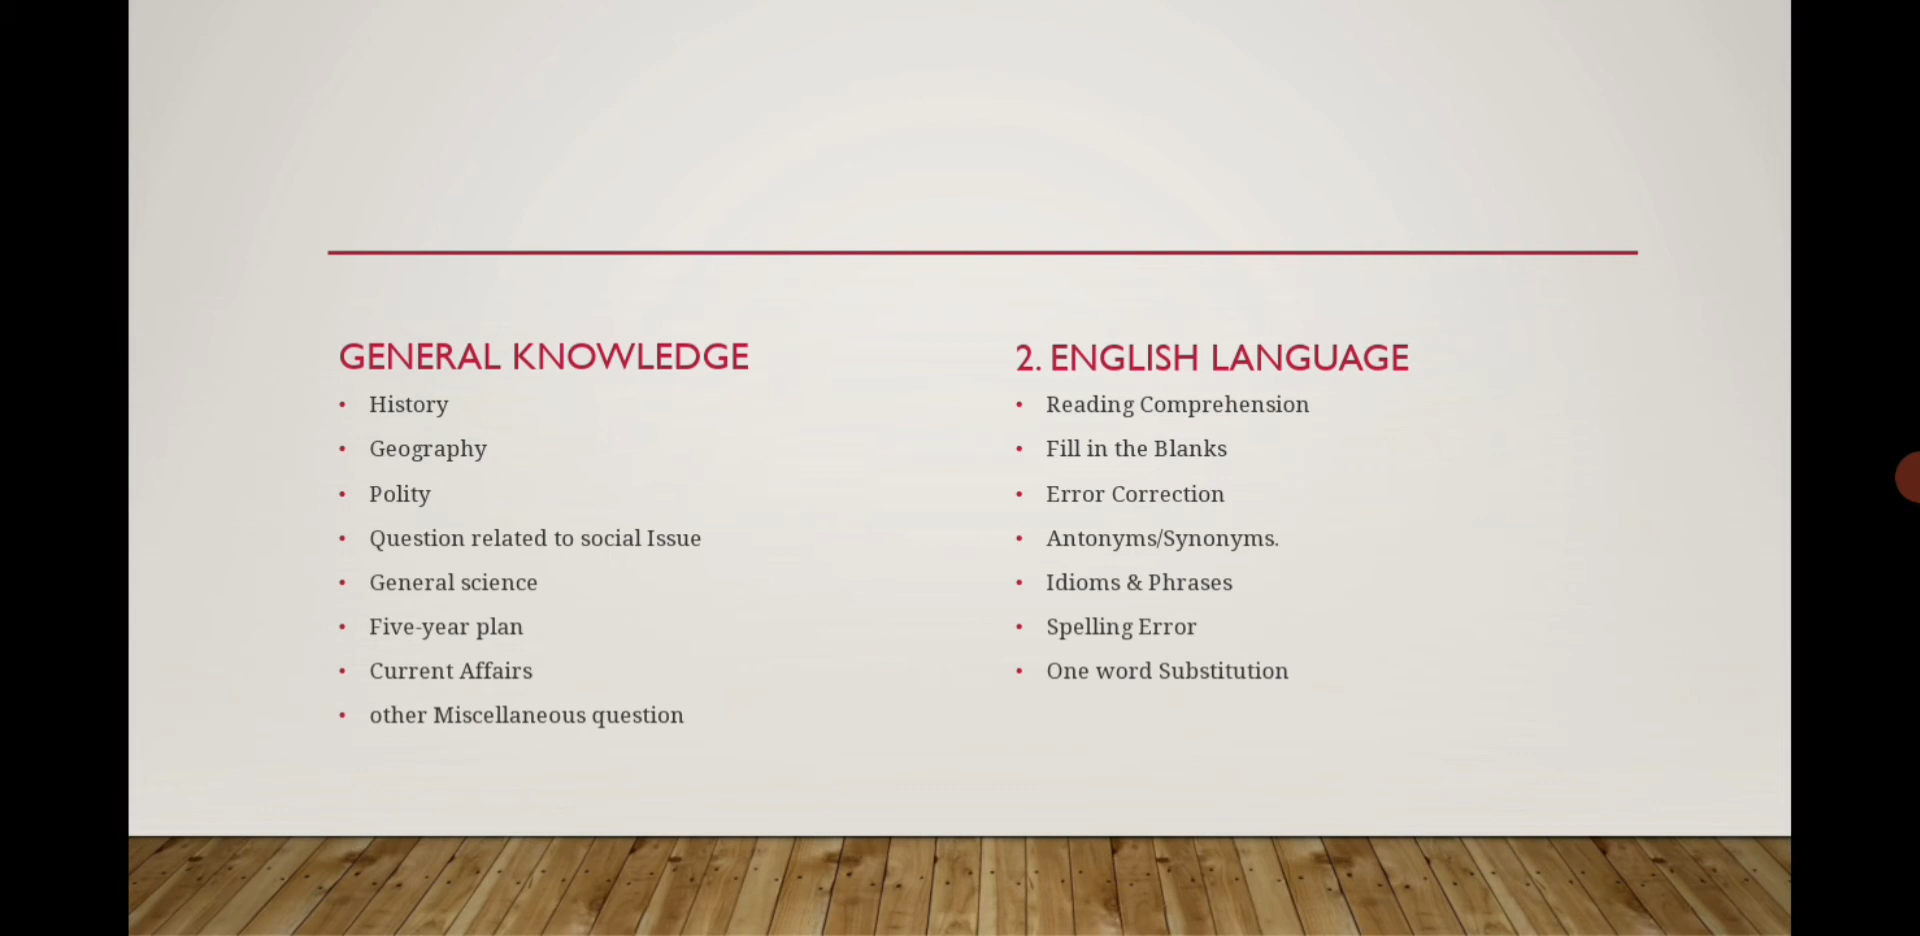 GENERAL KNOWLEDGE
• History
• Geography
• Polity
• Question related to social Issue
• General science
• Five-year plan
• Current Affairs
• other Miscellaneous question
2. ENGLISH LANGUAGE
• Reading Comprehension
• Fill in the Blanks
• Error Correction
• Antonyms/Synonyms.
• Idioms & Phrases
• Spelling Error
• One word Substitution